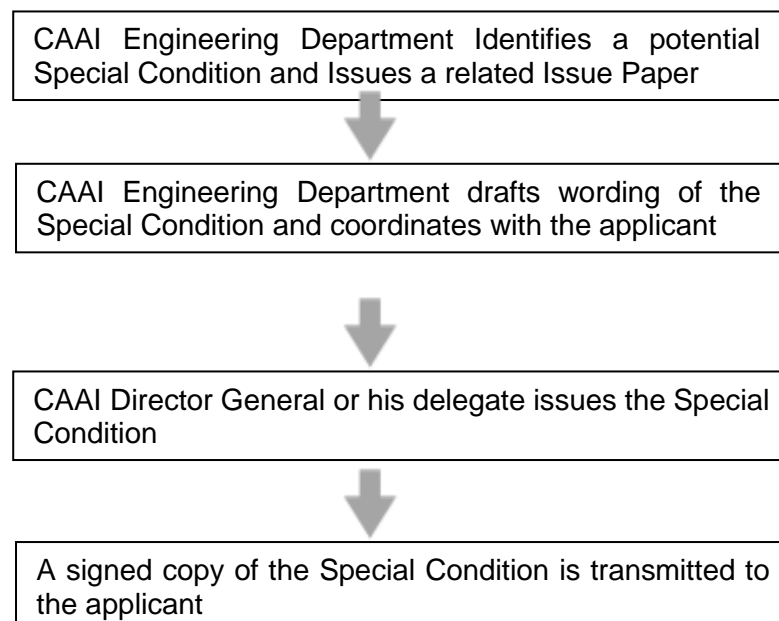 CAAI Engineering Department Identifies a potential
Special Condition and Issues a related Issue Paper
CAAI Engineering Department drafts wording of the
Special Condition and coordinates with the applicant
CAAI Director General or his delegate issues the Special
Condition
A signed copy of the Special Condition is transmitted to
the applicant